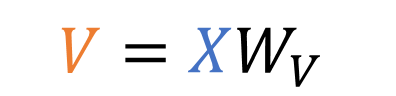 V = XW_V